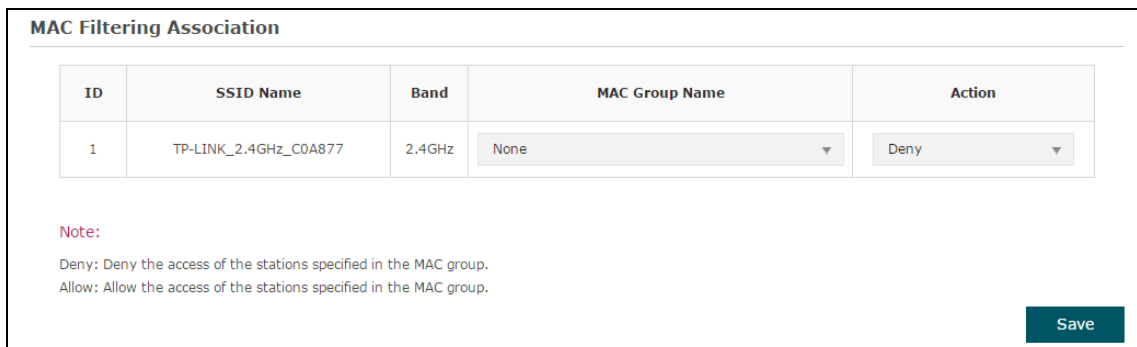 MAC Filtering Association
ID SSID Name Band MAC Group Name Action
1 TP-LINK_2.4GHz_C0A877 2.4GHz None Deny
Note:
Deny: Deny the access of the stations specified in the MAC group.
Allow: Allow the access of the stations specified in the MAC group.
Save